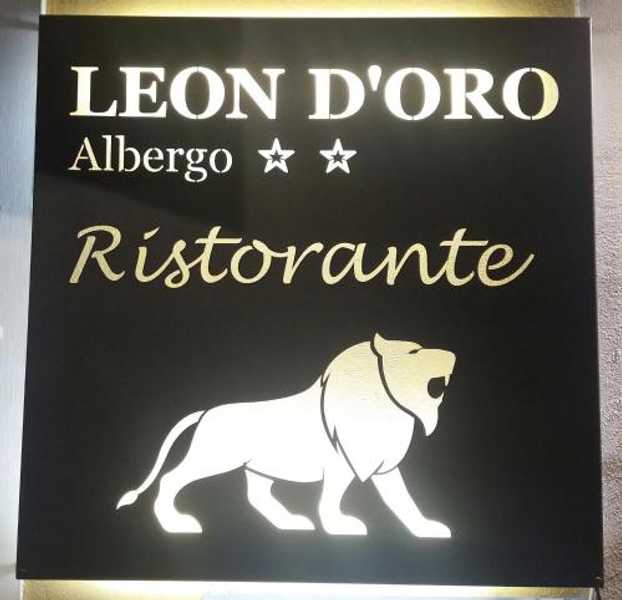 LEON D'ORO
Albergo ☆ ☆
Ristorante